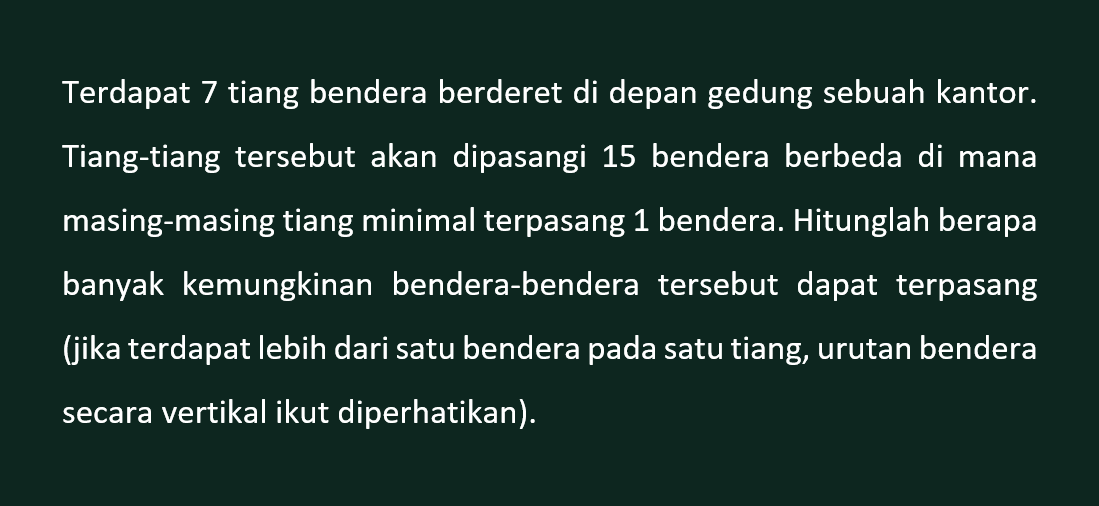 Terdapat 7 tiang bendera berderet di depan gedung sebuah kantor.
Tiang-tiang tersebut akan dipasangi 15 bendera berbeda di mana
masing-masing tiang minimal terpasang 1 bendera. Hitunglah berapa
banyak kemungkinan bendera-bendera tersebut dapat terpasang
(jika terdapat lebih dari satu bendera pada satu tiang, urutan bendera
secara vertikal ikut diperhatikan).